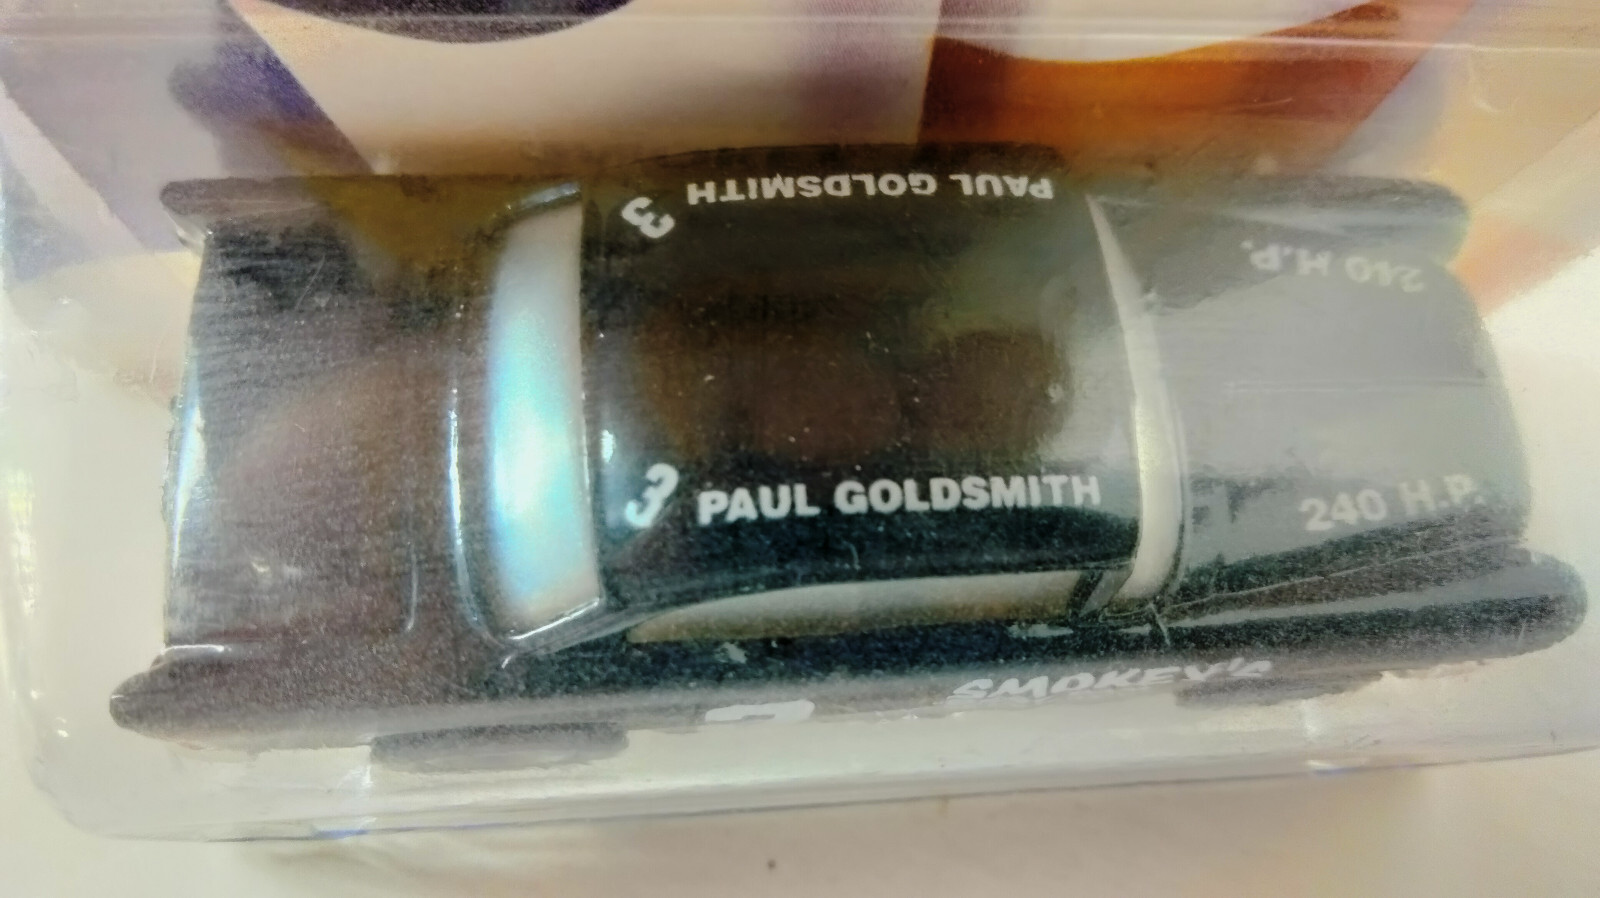 3 PAUL GOLDSMITH
240 H.P.
3 PAUL GOLDSMITH
240 H.P.
SMOKEY'S